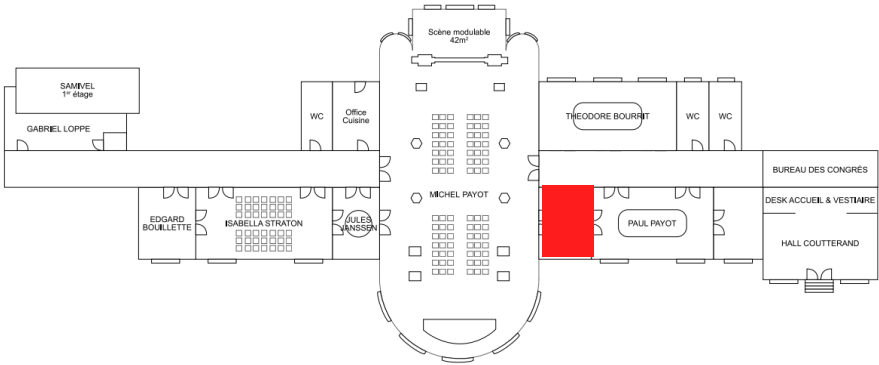 Scène modulable
42m²
SAMIVEL
1er étage
GABRIEL LOPPE
WC
Office
Cuisine
THEODORE BOURRIT
WC
WC
BUREAU DES CONGRÈS
MICHEL PAYOT
DESK ACCUEIL & VESTIAIRE
EDGARD
BOUILLETTE
ISABELLA STRATON
JULES
JANSSEN
PAUL PAYOT
HALL COUTTERAND